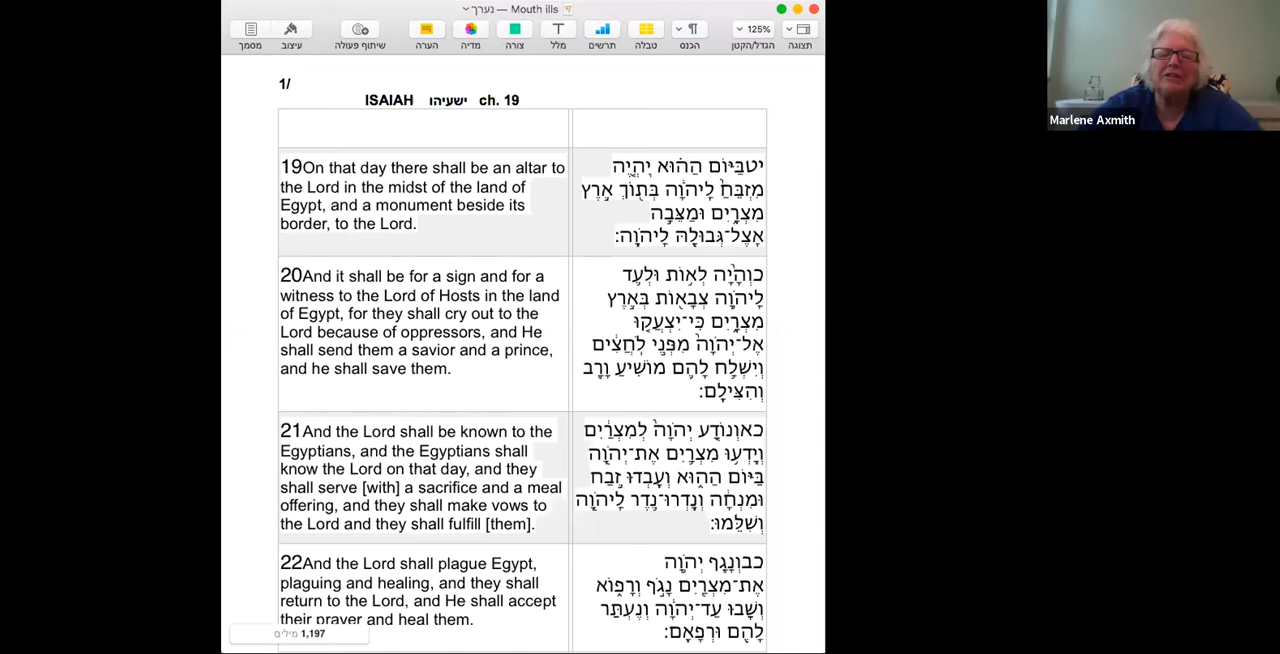 נערך — Mouth ills
125%
מסמך
עיצוב
שיתוף פעולה
הערה
מדיה
צורה
מלל
תרשים
טבלה
הכנס
הגדל/הקטן
תצוגה
1/
ISAIAH ישעיהו ch. 19
19On that day there shall be an altar to
the Lord in the midst of the land of
Egypt, and a monument beside its
border, to the Lord.
יטבַּיּ֣וֹם הַה֗וּא יִֽהְיֶ֤ה
מִזְבֵּ֙חַ֙ לַֽיהֹוָ֔ה בְּת֖וֹךְ אֶ֣רֶץ
מִצְרָ֑יִם וּמַצֵּבָ֥ה
אֵֽצֶל־גְּבוּלָ֖הּ לַיהֹוָֽה:
20And it shall be for a sign and for a
witness to the Lord of Hosts in the land
of Egypt, for they shall cry out to the
Lord because of oppressors, and He
shall send them a savior and a prince,
and he shall save them.
כוְהָיָ֨ה לְא֥וֹת וּלְעֵ֛ד
לַיהֹוָ֥ה צְבָא֖וֹת בְּאֶ֣רֶץ
מִצְרָ֑יִם כִּי־יִצְעֲק֤וּ
אֶל־יְהֹוָה֙ מִפְּנֵ֣י לֹֽחֲצִ֔ים
וְיִשְׁלַ֥ח לָהֶ֛ם מוֹשִׁ֥יעַ וָרָ֖ב
וְהִצִּילָֽם:
21And the Lord shall be known to the
Egyptians, and the Egyptians shall
know the Lord on that day, and they
shall serve [with] a sacrifice and a meal
offering, and they shall make vows to
the Lord and they shall fulfill [them].
כאוְנוֹדַ֤ע יְהֹוָה֙ לְמִצְרַ֔יִם
וְיָדְע֥וּ מִצְרַ֛יִם אֶת־יְהֹוָ֖ה
בַּיּ֣וֹם הַה֑וּא וְעָֽבְדוּ֙ זֶ֣בַח
וּמִנְחָ֔ה וְנָֽדְרוּ־נֵ֥דֶר לַיהֹוָ֖ה
וְשִׁלֵּֽמוּ:
22And the Lord shall plague Egypt,
plaguing and healing, and they shall
return to the Lord, and He shall accept
their prayer and heal them.
כבוְנָגַ֧ף יְהֹוָ֛ה
אֶת־מִצְרַ֖יִם נָגֹ֣ף וְרָפ֑וֹא
וְשָׁ֙בוּ֙ עַד־יְהֹוָ֔ה וְנֶעְתַּ֥ר
לָהֶ֖ם וּרְפָאָֽם:
1,197 מילים
Marlene Axmith